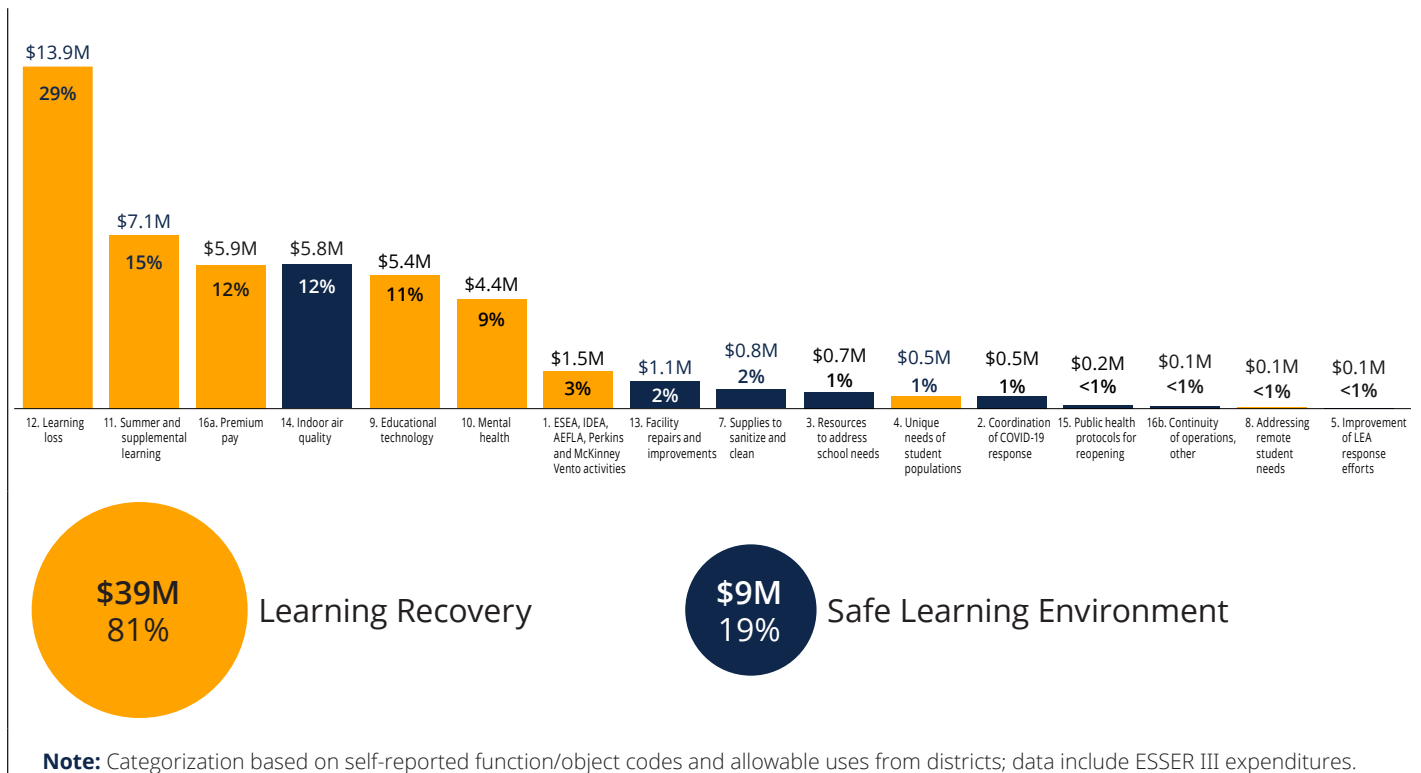 $13.9M
29%
$7.1M
15%
$5.9M
12%
$5.8M
12%
$5.4M
11%
$4.4M
9%
$1.5M
3%
$1.1M
2%
$0.8M
2%
$0.7M
1%
$0.5M
1%
$0.5M
1%
$0.2M
<1%
$0.1M
<1%
$0.1M
<1%
$0.1M
<1%
12. Learning
loss
11. Summer and
supplemental
learning
16a. Premium
pay
14. Indoor air
quality
9. Educational
technology
10. Mental
health
1. ESEA, IDEA,
AEFLA, Perkins
and McKinney
Vento activities
13. Facility
repairs and
improvements
7. Supplies to
sanitize and
clean
3. Resources
to address
school needs
4. Unique
needs of
student
populations
2. Coordination
of COVID-19
response
15. Public health
protocols for
reopening
16b. Continuity
of operations,
other
8. Addressing
remote
student
needs
5. Improvement
of LEA
response
efforts
$39M
81%
Learning Recovery
$9M
19%
Safe Learning Environment
Note: Categorization based on self-reported function/object codes and allowable uses from districts; data include ESSER III expenditures.